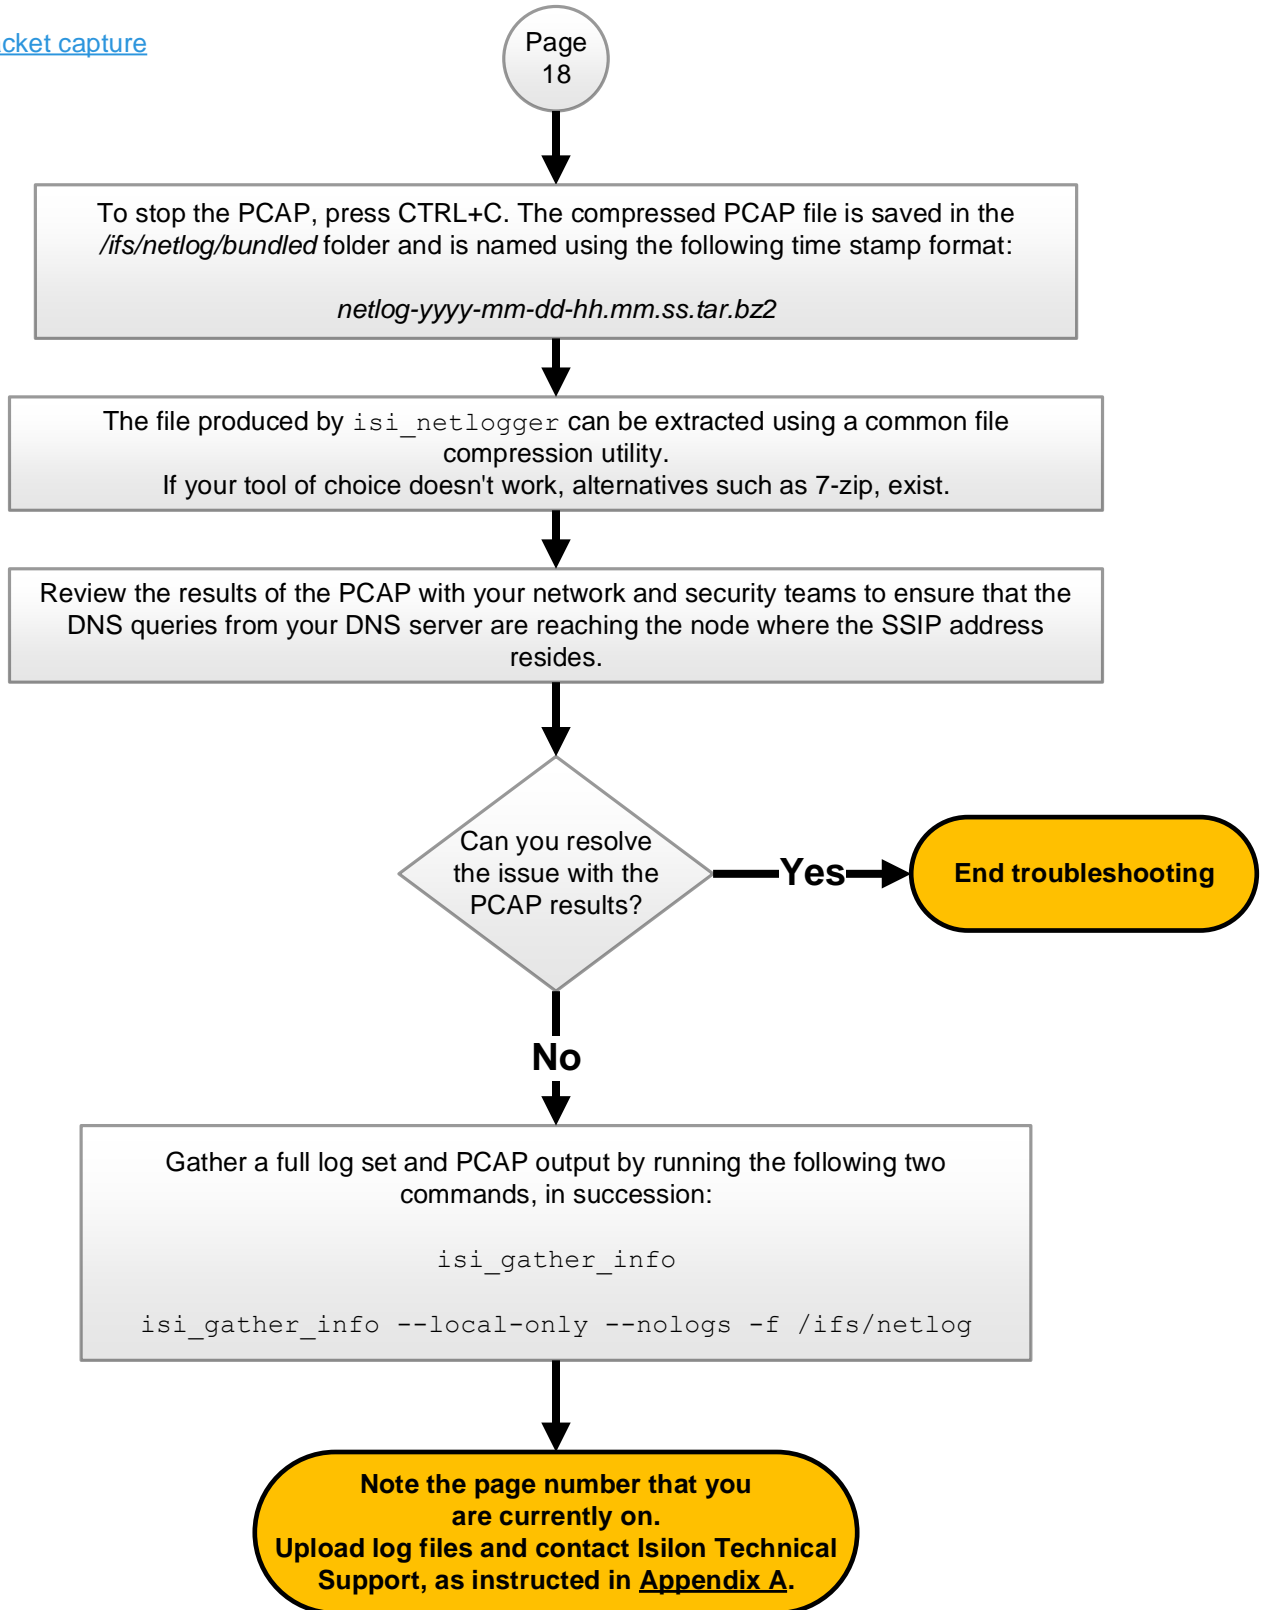 capture
Page
18
To stop the PCAP, press CTRL+C. The compressed PCAP file is saved in the
/ifs/netlog/bundled folder and is named using the following time stamp format:
netlog-yyyy-mm-dd-hh.mm.ss.tar.bz2
The file produced by isi_netlogger can be extracted using a common file
compression utility.
If your tool of choice doesn't work, alternatives such as 7-zip, exist.
Review the results of the PCAP with your network and security teams to ensure that the
DNS queries from your DNS server are reaching the node where the SSIP address
resides.
Can you resolve
the issue with the
PCAP results?
Yes
End troubleshooting
No
Gather a full log set and PCAP output by running the following two
commands, in succession:
isi_gather_info
isi_gather_info --local-only --nologs -f /ifs/netlog
Note the page number that you
are currently on.
Upload log files and contact Isilon Technical
Support, as instructed in Appendix A.